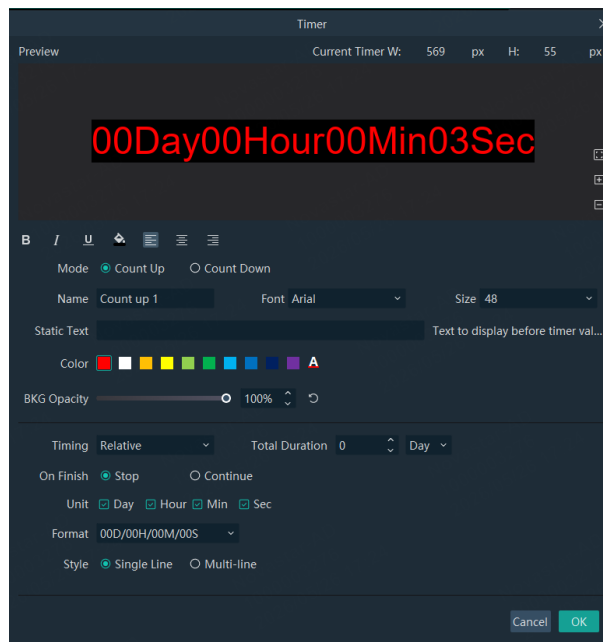 Timer
Preview Current Timer W: 569 px H: 55 px
00Day00Hour00Min03Sec
B I U A
Mode Count Up Count Down
Name Count up 1 Font Arial Size 48
Static Text Text to display before timer val...
Color A
BKG Opacity 100%
Timing Relative Total Duration 0 Day
On Finish Stop Continue
Unit Day Hour Min Sec
Format 00D/00H/00M/00S
Style Single Line Multi-line
Cancel OK